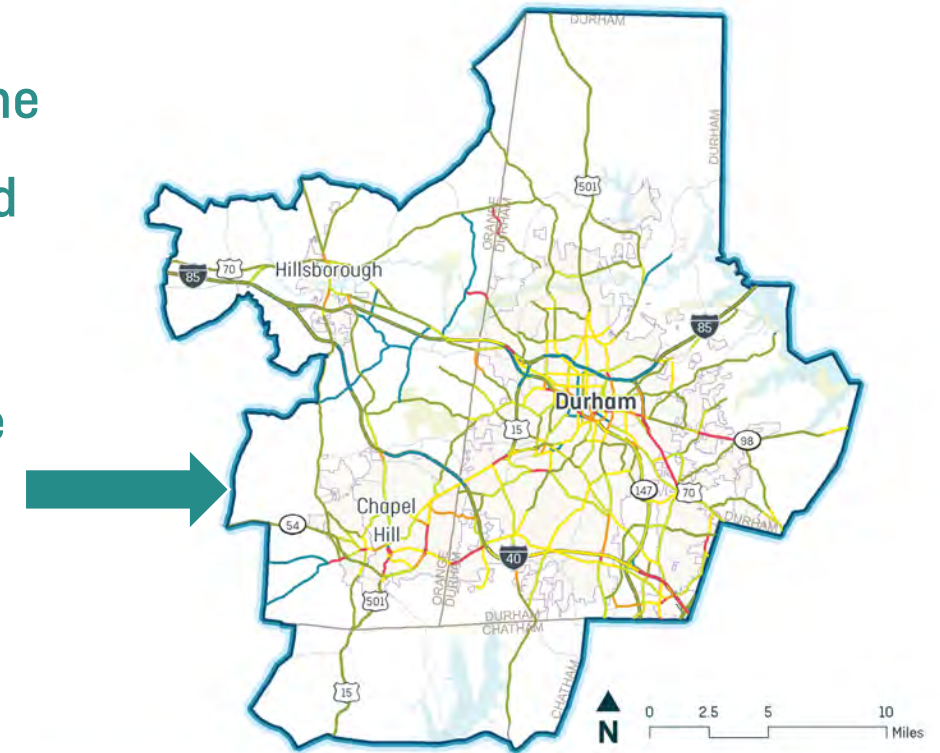 DURHAM
ne
DURHAM
d
501
ORANGE
DURHAM
70
Hillsborough
85
85
Durham
e
15
98
147
70
Chapel
Hill
54
DURHAM
40
501
ORANGE
DURHAM
DURHAM
CHATHAM
CHATHAM
15
N
0 2.5 5 10
Miles